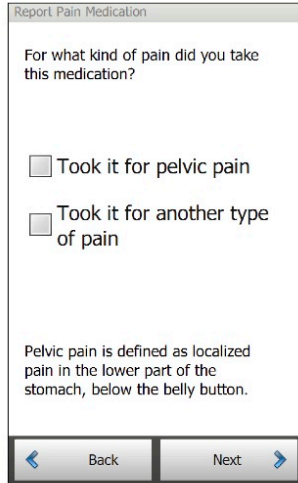 Report Pain Medication
For what kind of pain did you take
this medication?
Took it for pelvic pain
Took it for another type
of pain
Pelvic pain is defined as localized
pain in the lower part of the
stomach, below the belly button.
Back
Next